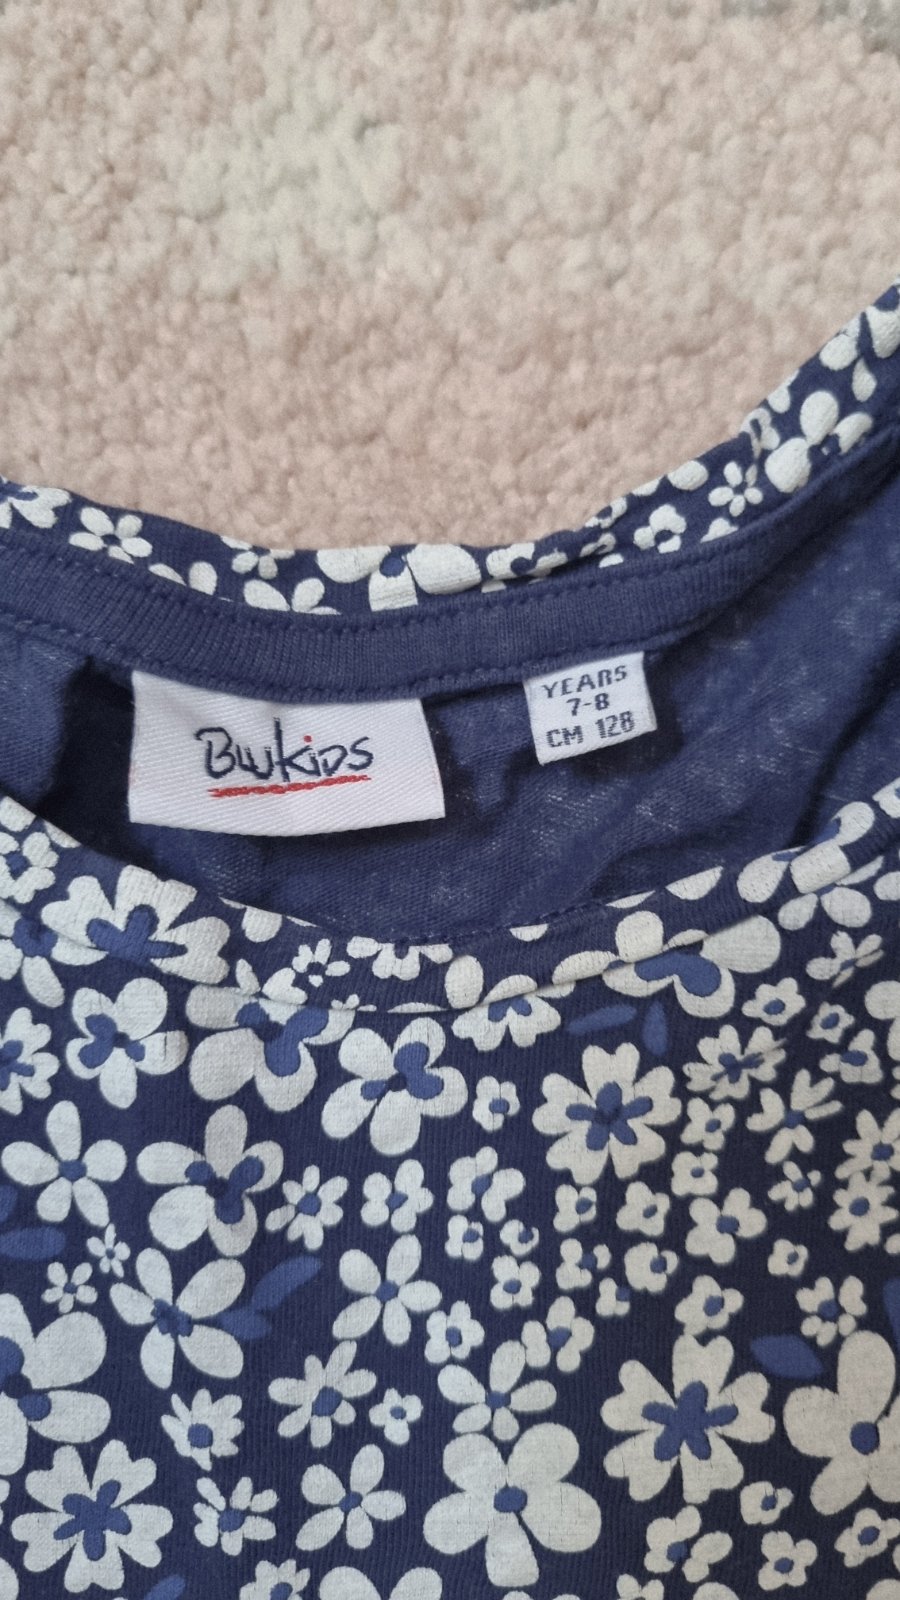 BluKids
YEARS
7-8
CM 128